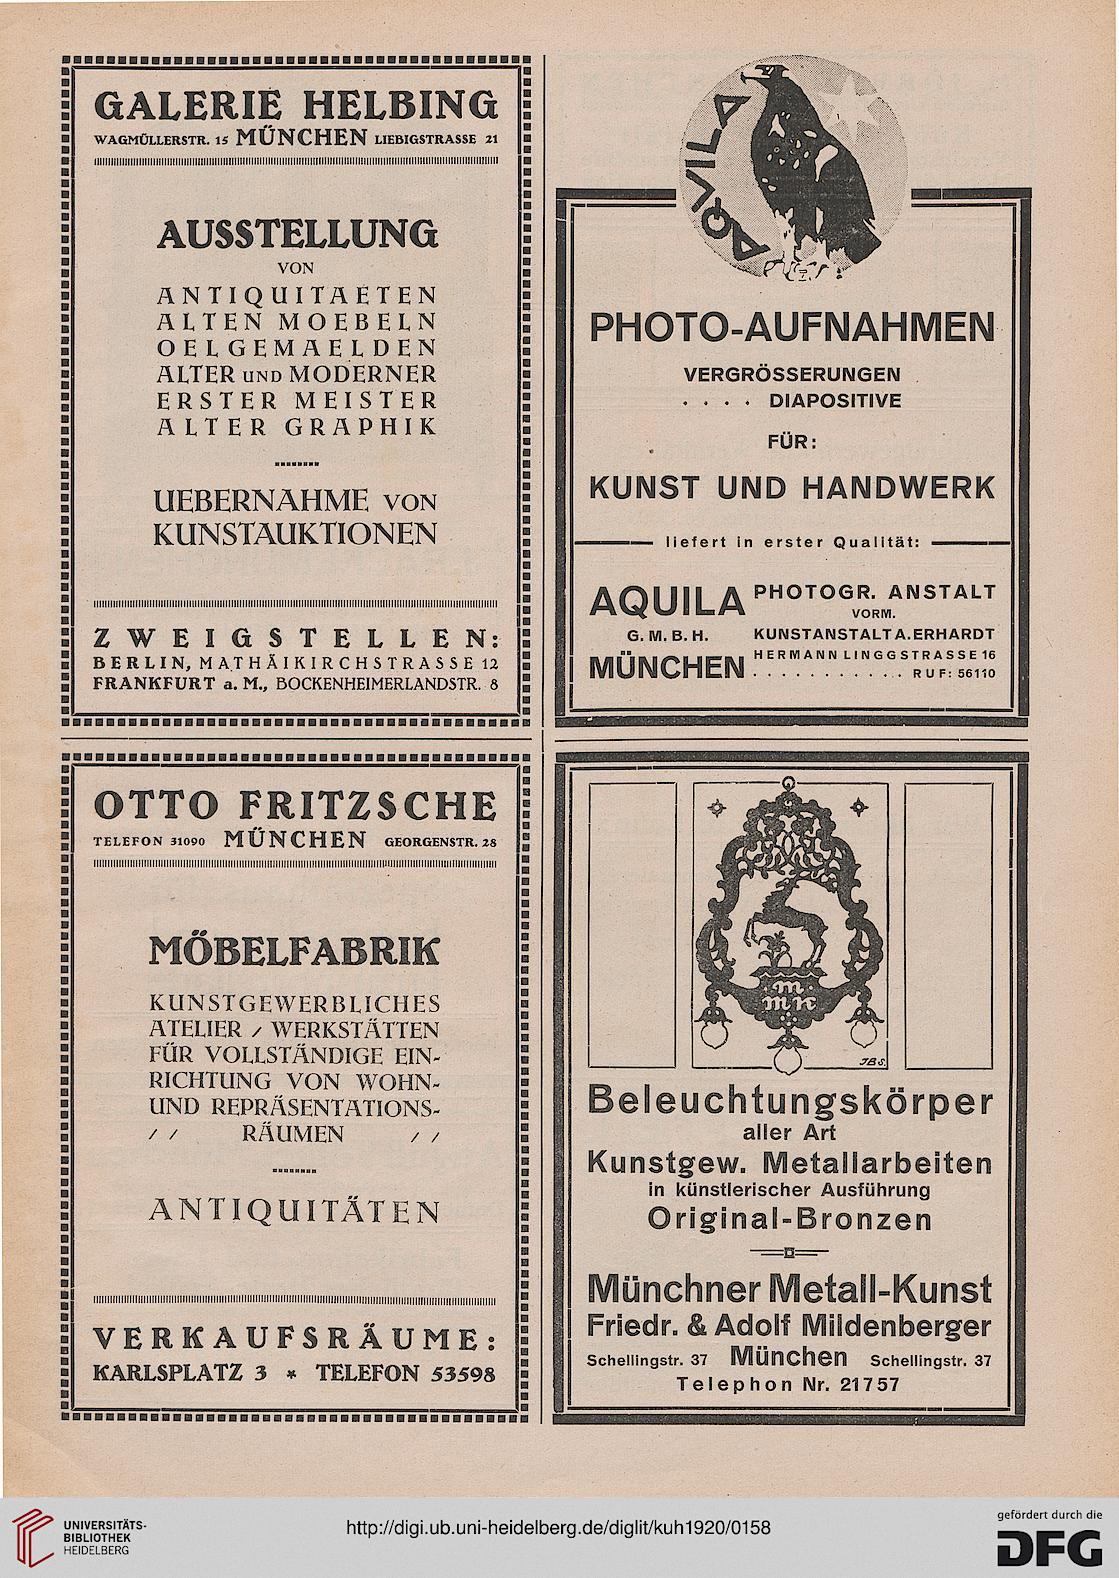 GALERIE HELBING
WAGMÜLLERSTR. 15 MÜNCHEN LIEBIGSTRASSE 21
AUSSTELLUNG
VON
ANTIQUITAETEN
ALTEN MOEBELN
OELGEMAELDEN
ALTER UND MODERNER
ERSTER MEISTER
ALTER GRAPHIK
UEBERNAHME VON
KUNSTAUKTIONEN
ZWEIGSTELLEN:
BERLIN, MATHÄIKIRCHSTRASSE 12
FRANKFURT a. M., BOCKENHEIMERLANDSTR. 8
AQUILA
PHOTO-AUFNAHMEN
VERGRÖSSERUNGEN
. . . . DIAPOSITIVE
FÜR:
KUNST UND HANDWERK
liefert in erster Qualität:
AQUILA PHOTOGR. ANSTALT
VORM.
G. M. B. H. KUNSTANSTALT A. ERHARDT
MÜNCHEN HERMANN LINGGSTRASSE 16
. . . . . . . . . . . . RUF: 56110
OTTO FRITZSCHE
TELEFON 31090 MÜNCHEN GEORGENSTR. 28
MÖBELFABRIK
KUNSTGEWERBLICHES
ATELIER / WERKSTÄTTEN
FÜR VOLLSTÄNDIGE EIN-
RICHTUNG VON WOHN-
UND REPRÄSENTATIONS-
/ / RÄUMEN / /
ANTIQUITÄTEN
VERKAUFSRÄUME:
KARLSPLATZ 3 * TELEFON 53598
m
mk
JBS.
Beleuchtungskörper
aller Art
Kunstgew. Metallarbeiten
in künstlerischer Ausführung
Original-Bronzen
Münchner Metall-Kunst
Friedr. & Adolf Mildenberger
Schellingstr. 37 München Schellingstr. 37
Telephon Nr. 21757
UNIVERSITÄTS-
BIBLIOTHEK
HEIDELBERG
http://digi.ub.uni-heidelberg.de/diglit/kuh1920/0158
gefördert durch die
DFG